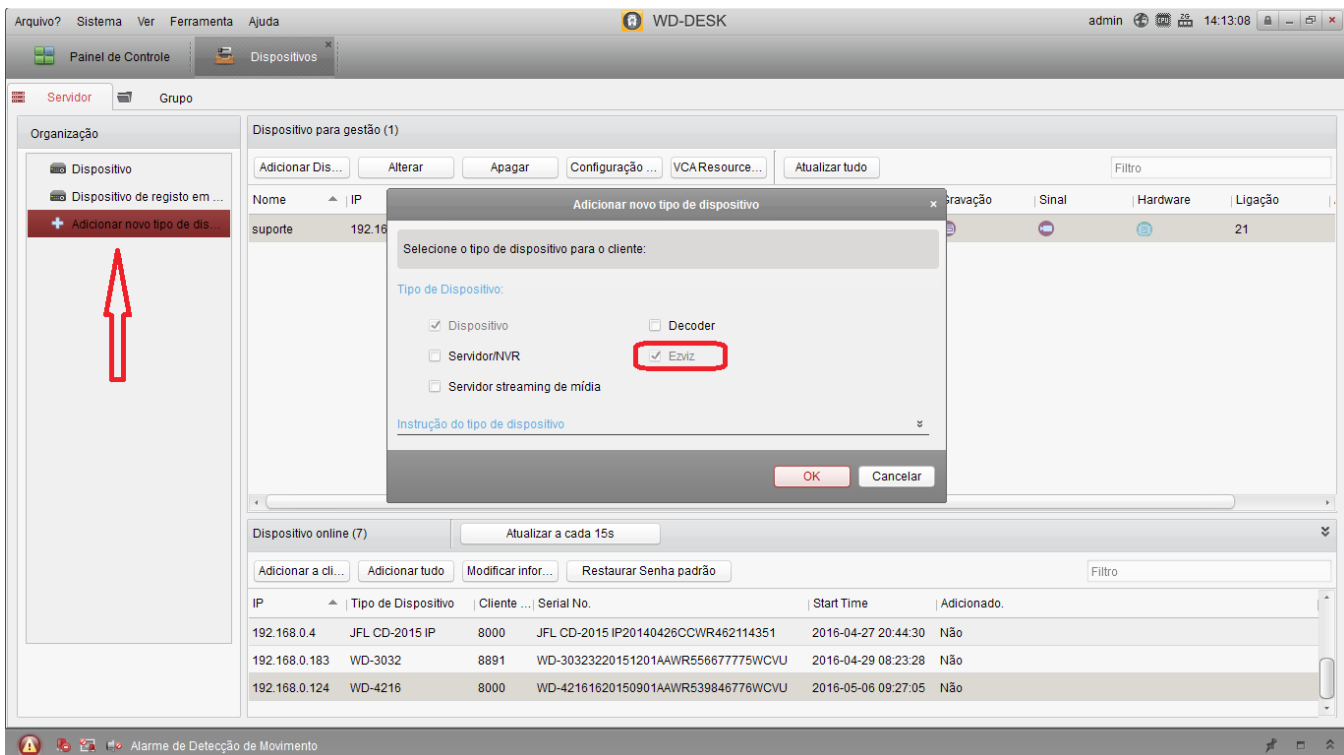 Arquivo? Sistema Ver Ferramenta Ajuda
WD-DESK
admin
14:13:08
Painel de Controle
Dispositivos
Servidor
Grupo
Organização
Dispositivo
Dispositivo de registo em ...
Adicionar novo tipo de dis...
Dispositivo para gestão (1)
Adicionar Dis... Alterar Apagar Configuração ... VCA Resource... Atualizar tudo Filtro
Nome IP Gravação Sinal Hardware Ligação
suporte 192.16 21
Adicionar novo tipo de dispositivo
Selecione o tipo de dispositivo para o cliente:
Tipo de Dispositivo:
Dispositivo Decoder
Servidor/NVR Ezviz
Servidor streaming de mídia
Instrução do tipo de dispositivo
OK Cancelar
Dispositivo online (7) Atualizar a cada 15s
Adicionar a cli... Adicionar tudo Modificar infor... Restaurar Senha padrão Filtro
IP Tipo de Dispositivo Cliente ... Serial No. Start Time Adicionado.
192.168.0.4 JFL CD-2015 IP 8000 JFL CD-2015 IP20140426CCWR462114351 2016-04-27 20:44:30 Não
192.168.0.183 WD-3032 8891 WD-30323220151201AAWR556677775WCVU 2016-04-29 08:23:28 Não
192.168.0.124 WD-4216 8000 WD-42161620150901AAWR539846776WCVU 2016-05-06 09:27:05 Não
Alarme de Detecção de Movimento